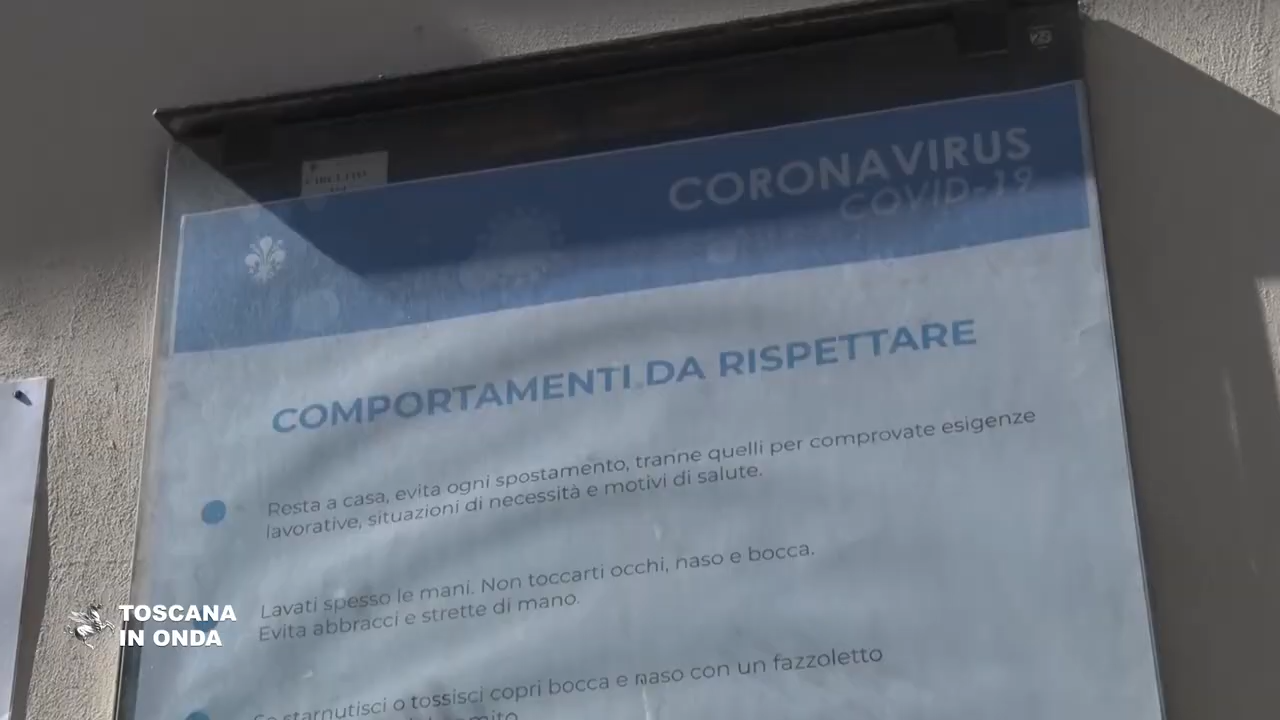 CORONAVIRUS
COVID-19
COMPORTAMENTI DA RISPETTARE
Resta a casa, evita ogni spostamento, tranne quelli per comprovate esigenze
lavorative, situazioni di necessità e motivi di salute.
Lavati spesso le mani. Non toccarti occhi, naso e bocca.
Evita abbracci e strette di mano.
Se starnutisci o tossisci copri bocca e naso con un fazzoletto
TOSCANA
IN ONDA